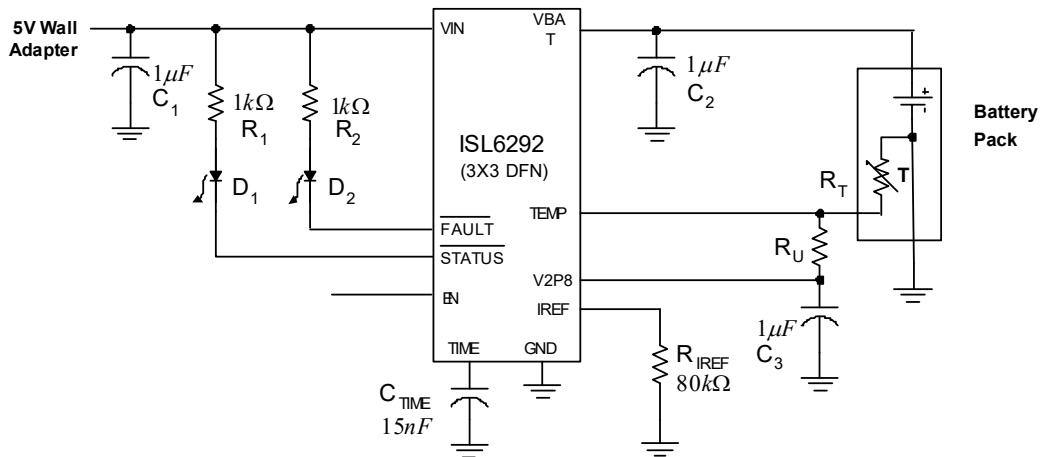 5V Wall
Adapter
VIN
VBA
T
1µF
C1
1kΩ
R1
1kΩ
R2
1µF
C2
Battery
Pack
+
-
ISL6292
(3X3 DFN)
D1
D2
RT
T
TEMP
FAULT
STATUS
RU
V2P8
EN
IREF
1µF
C3
TIME
GND
RIREF
80kΩ
CTIME
15nF